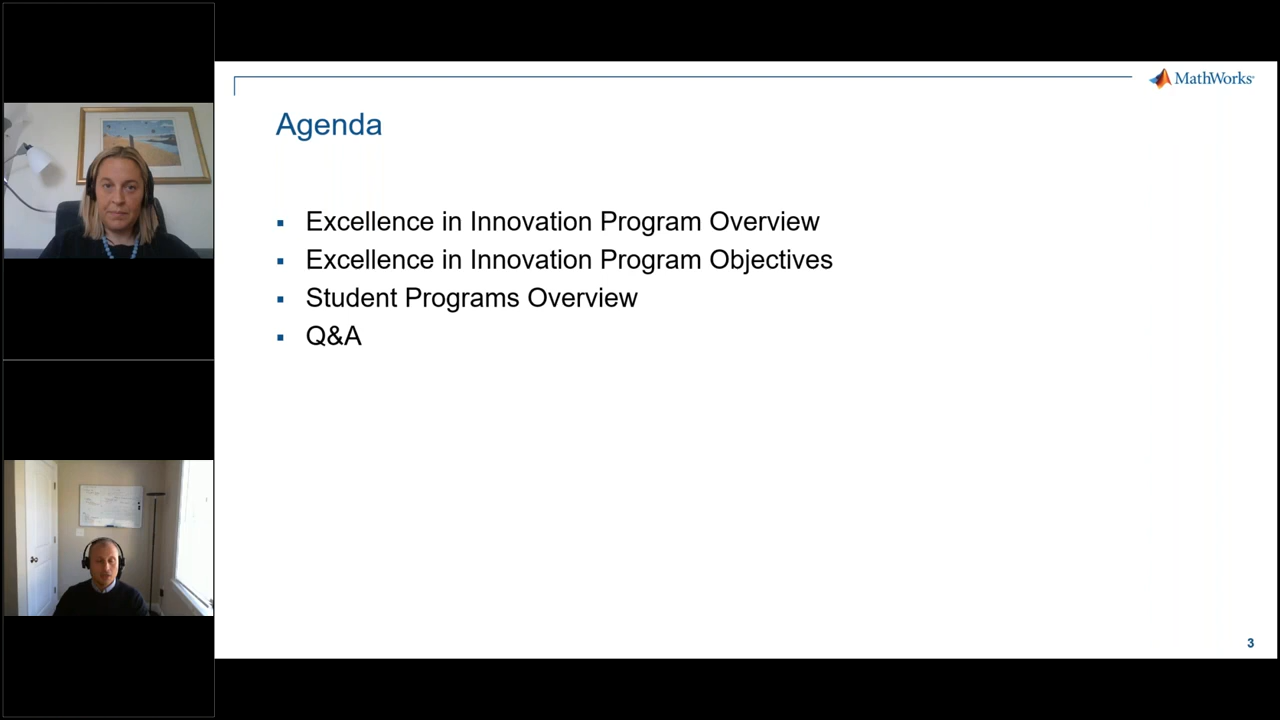 MathWorks
Agenda
Excellence in Innovation Program Overview
Excellence in Innovation Program Objectives
Student Programs Overview
Q&A
3